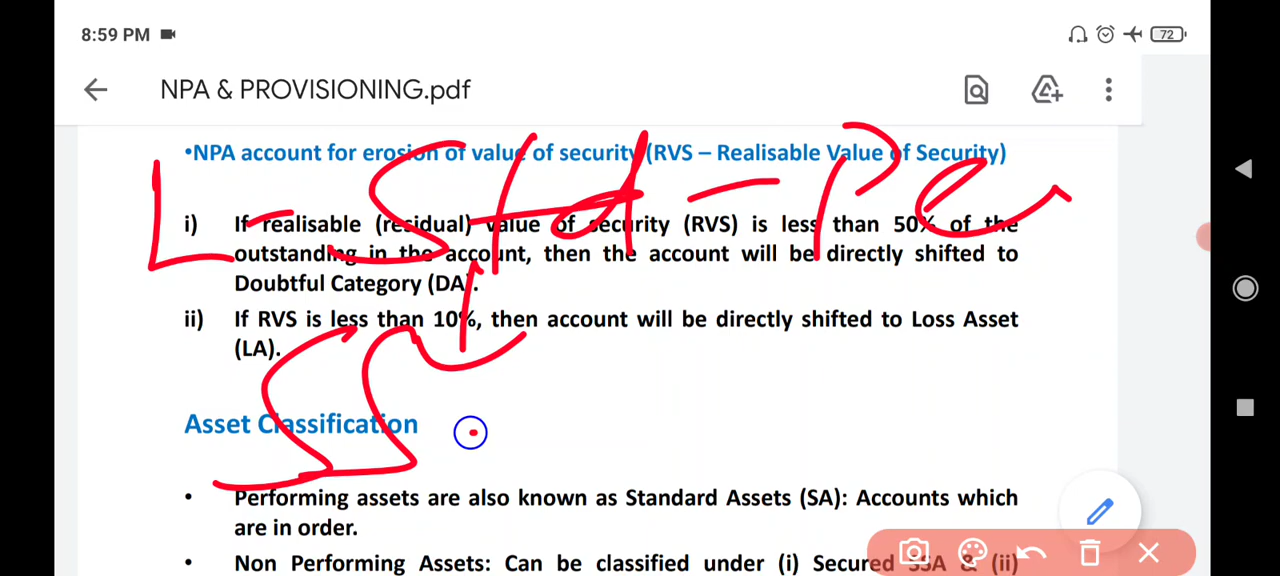 8:59 PM 72
NPA & PROVISIONING.pdf
•NPA account for erosion of value of security (RVS – Realisable Value of Security)
i) If realisable (residual) value of security (RVS) is less than 50% of the
outstanding in the account, then the account will be directly shifted to
Doubtful Category (DA).
ii) If RVS is less than 10%, then account will be directly shifted to Loss Asset
(LA).
Asset Classification
• Performing assets are also known as Standard Assets (SA): Accounts which
are in order.
• Non Performing Assets: Can be classified under (i) Secured SSA & (ii)